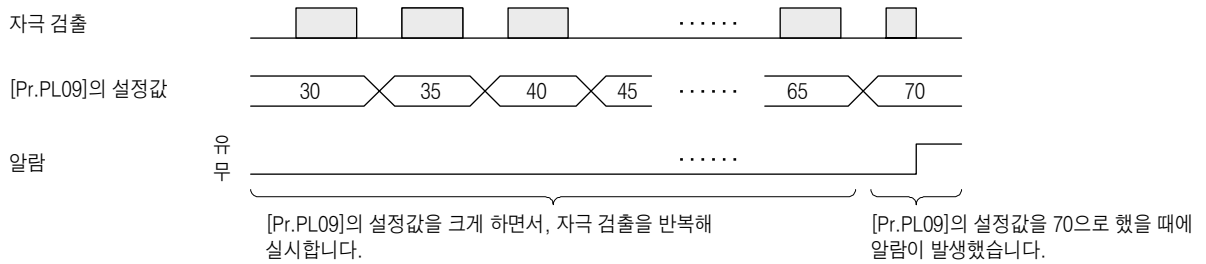 자극 검출
······
[Pr.PL09]의 설정값
30 35 40 45 ······ 65 70
알람
유
무
······
[Pr.PL09]의 설정값을 크게 하면서, 자극 검출을 반복해
실시합니다.
[Pr.PL09]의 설정값을 70으로 했을 때에
알람이 발생했습니다.